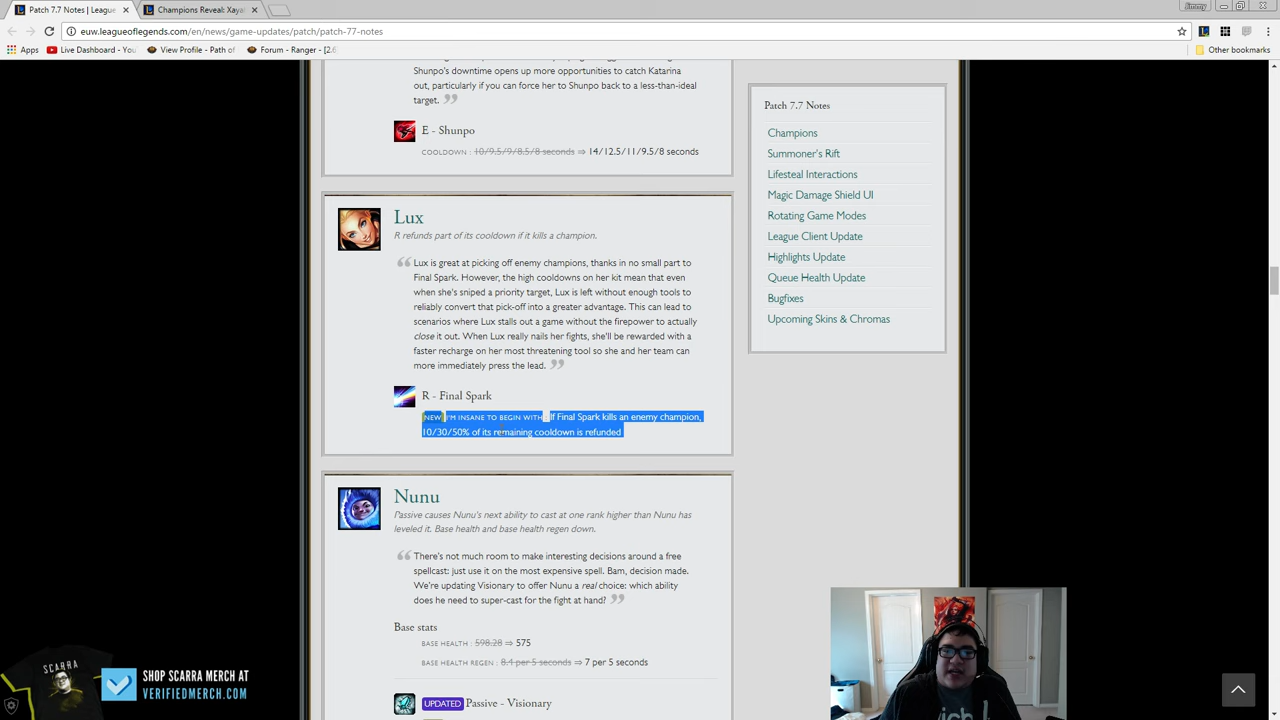 Patch 7.7 Notes | League
Champions Reveal: Xaya
Jimmy
euw.leagueoflegends.com/en/news/game-updates/patch/patch-77-notes
Apps
Live Dashboard - You
View Profile - Path of
Forum - Ranger - [2.6
Other bookmarks
Shunpo's downtime opens up more opportunities to catch Katarina
out, particularly if you can force her to Shunpo back to a less-than-ideal
target.
E - Shunpo
COOLDOWN : 10/9.5/9/8.5/8 seconds ⇒ 14/12.5/11/9.5/8 seconds
Lux
R refunds part of its cooldown if it kills a champion.
Lux is great at picking off enemy champions, thanks in no small part to
Final Spark. However, the high cooldowns on her kit mean that even
when she's sniped a priority target, Lux is left without enough tools to
reliably convert that pick-off into a greater advantage. This can lead to
scenarios where Lux stalls out a game without the firepower to actually
close it out. When Lux really nails her fights, she'll be rewarded with a
faster recharge on her most threatening tool so she and her team can
more immediately press the lead.
R - Final Spark
[NEW] I'M INSANE TO BEGIN WITH : If Final Spark kills an enemy champion,
10/30/50% of its remaining cooldown is refunded
Nunu
Passive causes Nunu's next ability to cast at one rank higher than Nunu has
leveled it. Base health and base health regen down.
There's not much room to make interesting decisions around a free
spellcast: just use it on the most expensive spell. Bam, decision made.
We're updating Visionary to offer Nunu a real choice: which ability
does he need to super-cast for the fight at hand?
Base stats
BASE HEALTH : 598.28 ⇒ 575
BASE HEALTH REGEN : 8.4 per 5 seconds ⇒ 7 per 5 seconds
UPDATED Passive - Visionary
Patch 7.7 Notes
Champions
Summoner's Rift
Lifesteal Interactions
Magic Damage Shield UI
Rotating Game Modes
League Client Update
Highlights Update
Queue Health Update
Bugfixes
Upcoming Skins & Chromas
SCARRA
SHOP SCARRA MERCH AT
VERIFIEDMERCH.COM